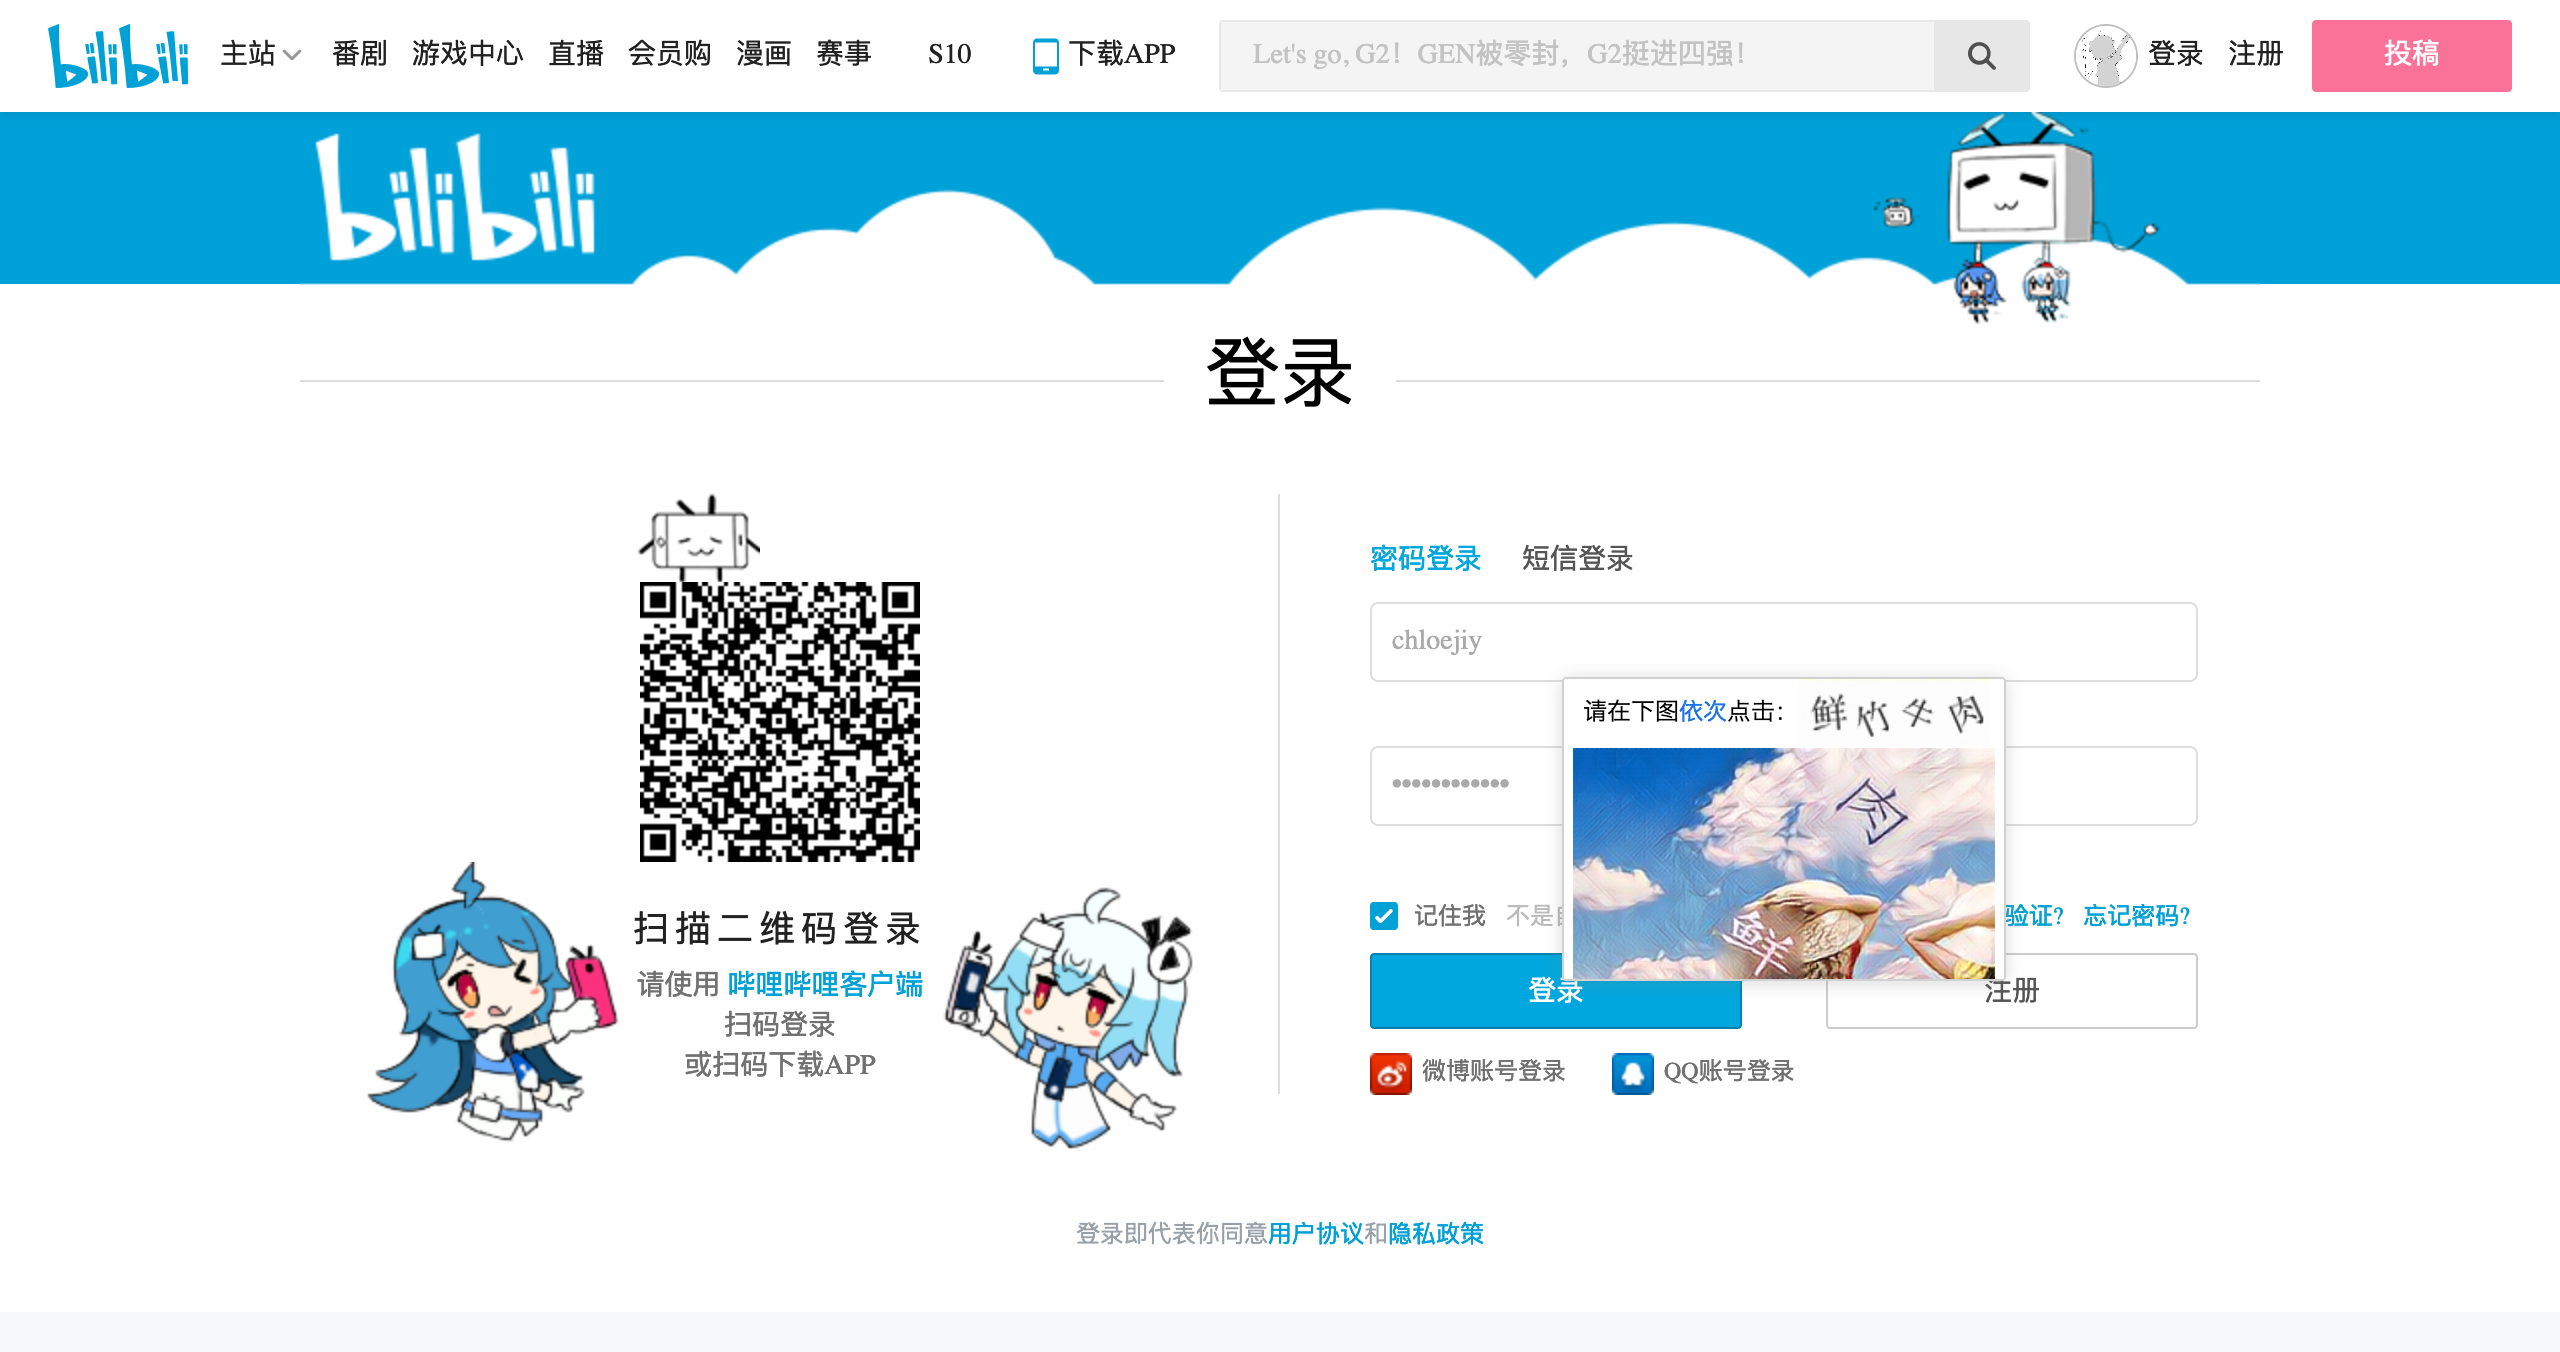 bilibili 主站 番剧 游戏中心 直播 会员购 漫画 赛事 S10 下载APP Let's go, G2！GEN被零封，G2挺进四强！ 登录 注册 投稿
bilibili
登录
扫描二维码登录
请使用 哔哩哔哩客户端
扫码登录
或扫码下载APP
密码登录 短信登录
chloejiy
请在下图依次点击： 鲜竹牛肉
肉
鲜
••••••••••••
记住我 不是自 验证? 忘记密码?
登录 注册
微博账号登录 QQ账号登录
登录即代表你同意用户协议和隐私政策